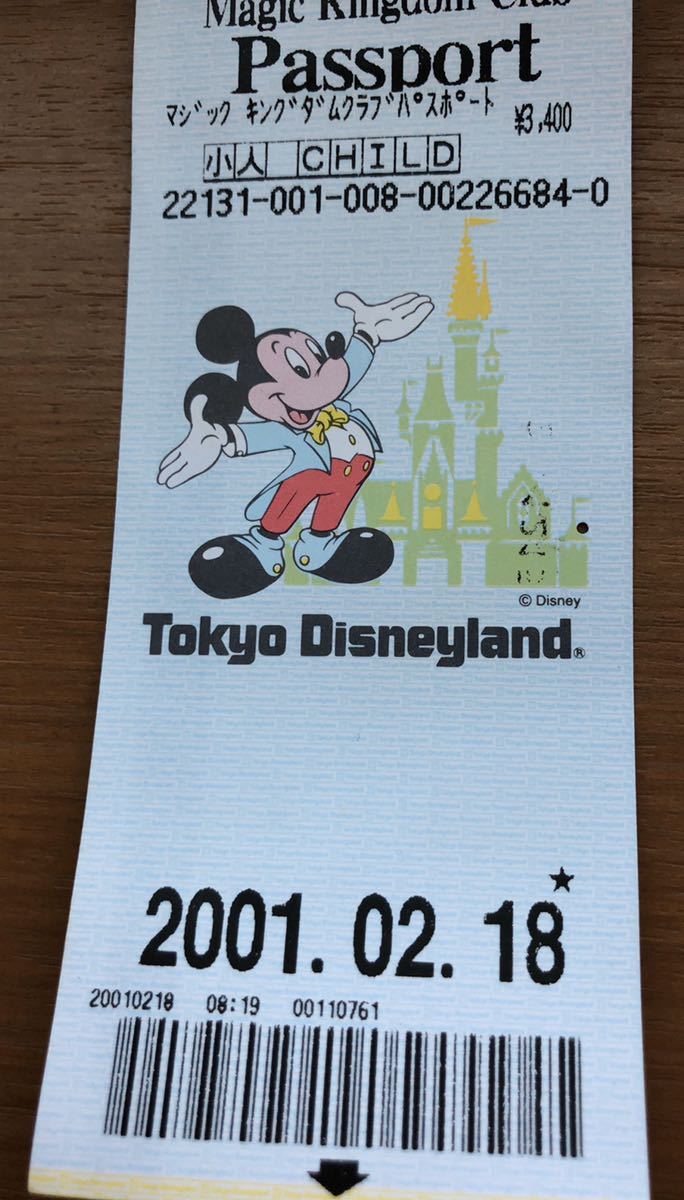 Magic Kingdom Club
Passport
マジック キングダムクラブパスポート ¥3,400
小人 CHILD
22131-001-008-00226684-0
© Disney
Tokyo Disneyland®
★
2001. 02. 18
20010218 08:19 00110761